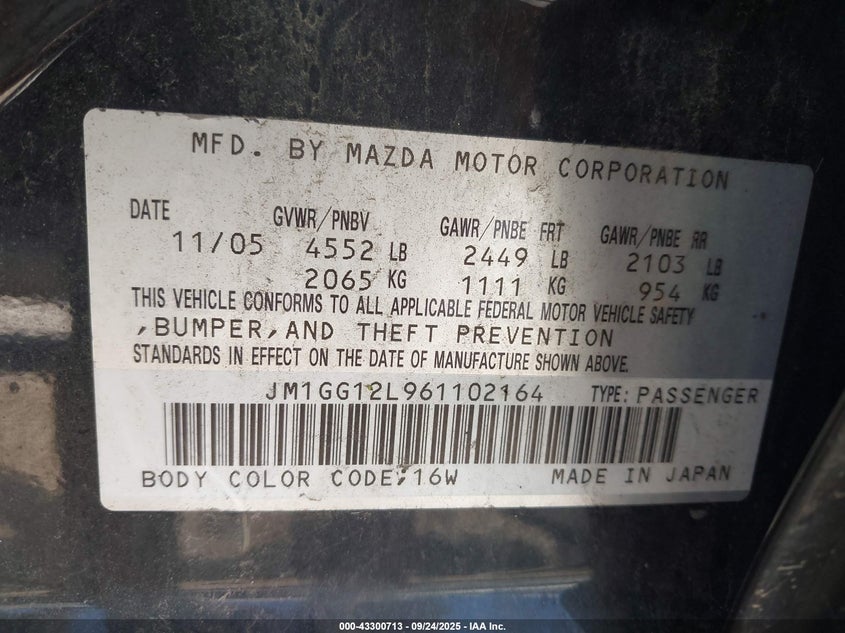 MFD. BY MAZDA MOTOR CORPORATION
DATE GVWR/PNBV GAWR/PNBE FRT GAWR/PNBE RR
11/05 4552 LB 2449 LB 2103 LB
2065 KG 1111 KG 954 KG
THIS VEHICLE CONFORMS TO ALL APPLICABLE FEDERAL MOTOR VEHICLE SAFETY
,BUMPER,AND THEFT PREVENTION
STANDARDS IN EFFECT ON THE DATE OF MANUFACTURE SHOWN ABOVE.
JM1GG12L961102164 TYPE: PASSENGER
BODY COLOR CODE:16W MADE IN JAPAN
000-43300713 - 09/24/2025 - IAA Inc.